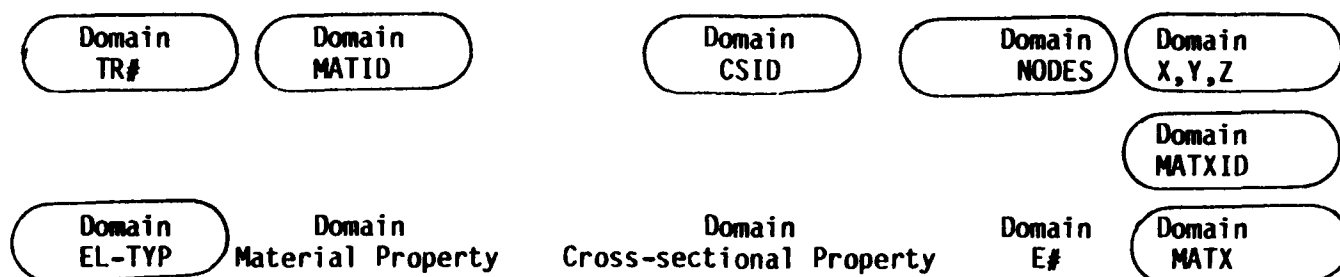 Domain TR#
Domain MATID
Domain CSID
Domain NODES
Domain X,Y,Z
Domain MATXID
Domain EL-TYP
Domain Material Property
Domain Cross-sectional Property
Domain E#
Domain MATX